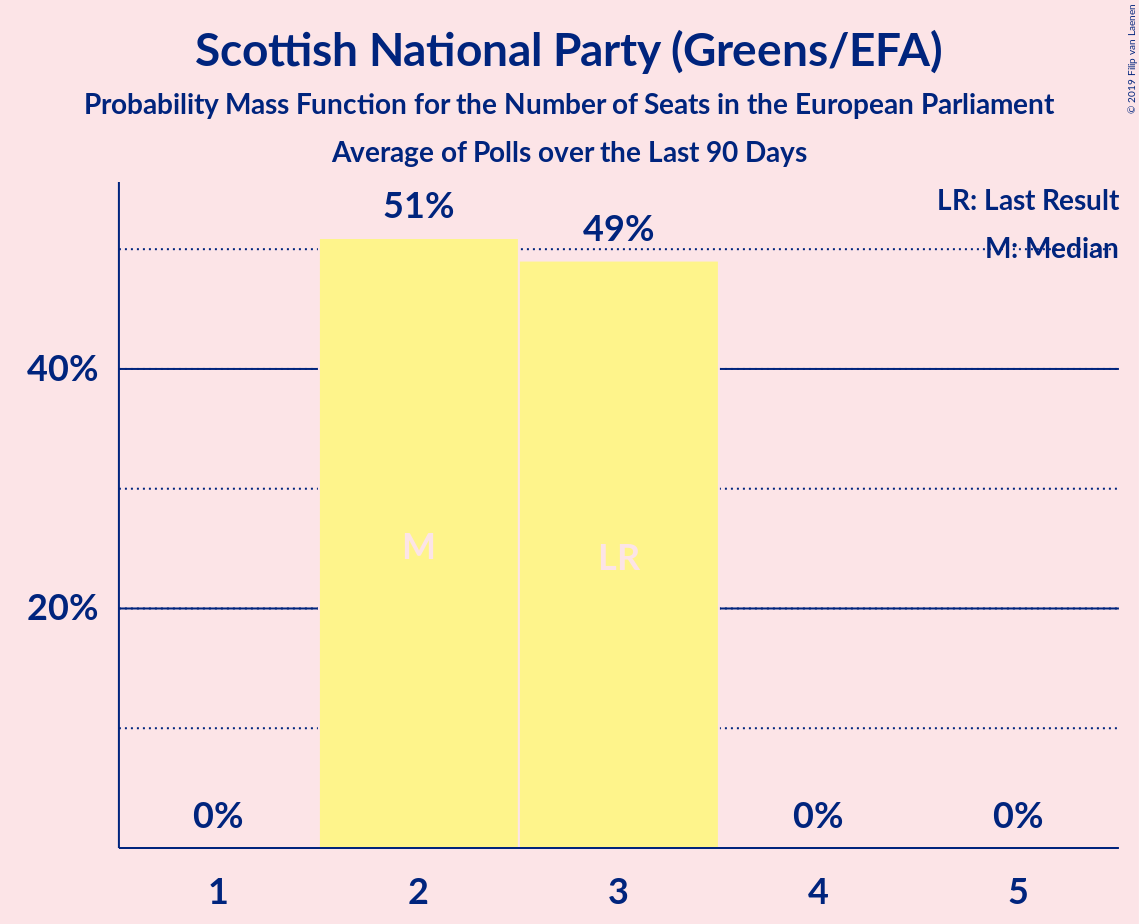 Scottish National Party (Greens/EFA)
Probability Mass Function for the Number of Seats in the European Parliament
Average of Polls over the Last 90 Days
© 2019 Filip van Laenen
LR: Last Result
M: Median
51%
49%
40%
20%
M
LR
0%
0%
0%
1
2
3
4
5